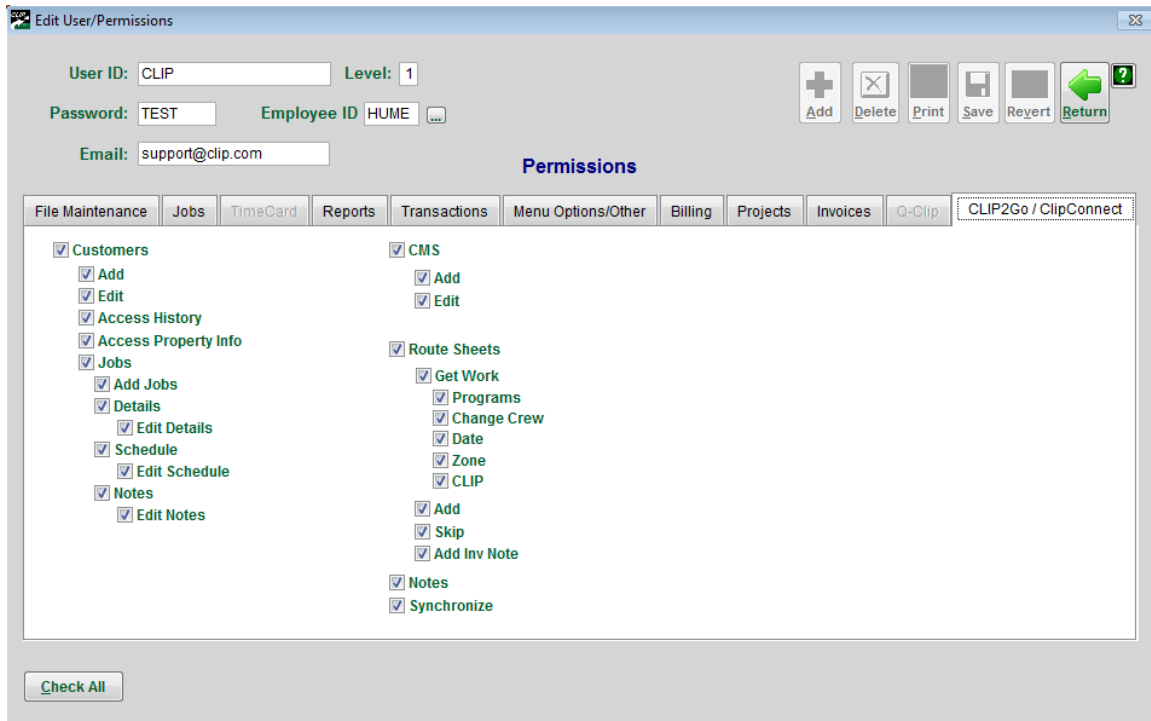 CLIP Edit User/Permissions
User ID: CLIP Level: 1
Password: TEST Employee ID HUME ...
Email: support@clip.com
Add Delete Print Save Revert Return ?
Permissions
File Maintenance Jobs TimeCard Reports Transactions Menu Options/Other Billing Projects Invoices Q-Clip CLIP2Go / ClipConnect
Customers
Add
Edit
Access History
Access Property Info
Jobs
Add Jobs
Details
Edit Details
Schedule
Edit Schedule
Notes
Edit Notes
CMS
Add
Edit
Route Sheets
Get Work
Programs
Change Crew
Date
Zone
CLIP
Add
Skip
Add Inv Note
Notes
Synchronize
Check All